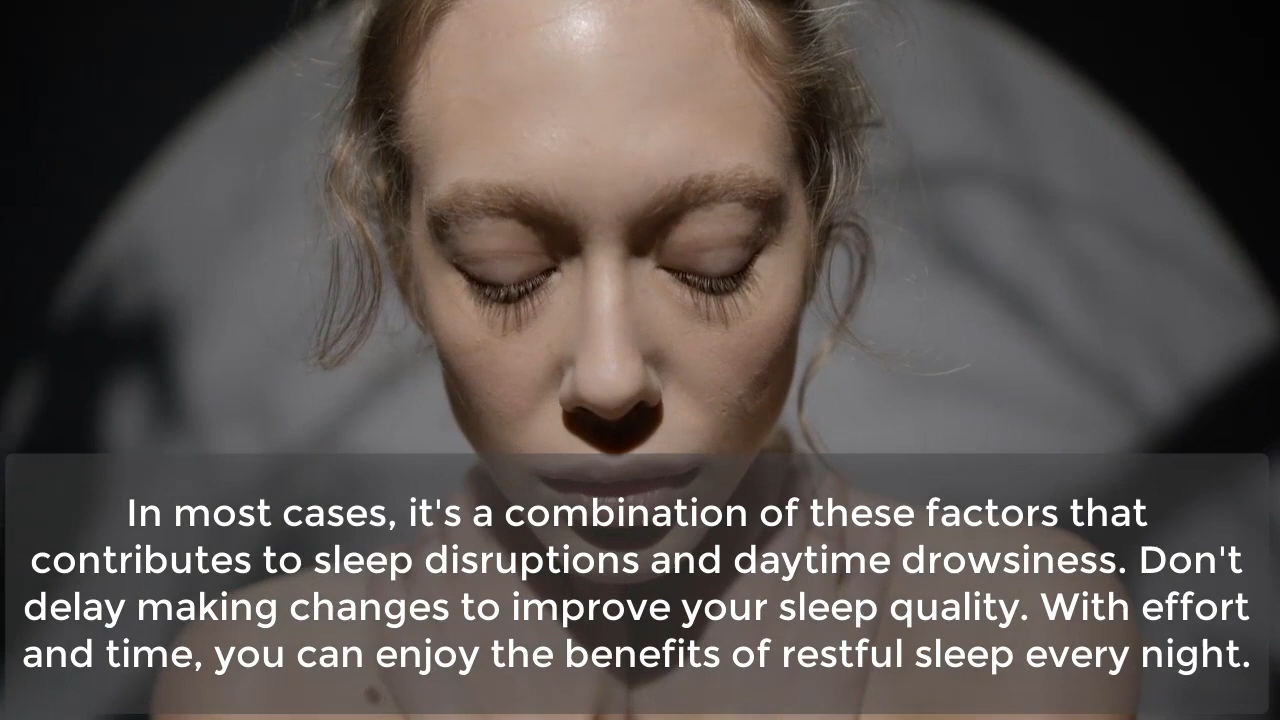 In most cases, it's a combination of these factors that
contributes to sleep disruptions and daytime drowsiness. Don't
delay making changes to improve your sleep quality. With effort
and time, you can enjoy the benefits of restful sleep every night.